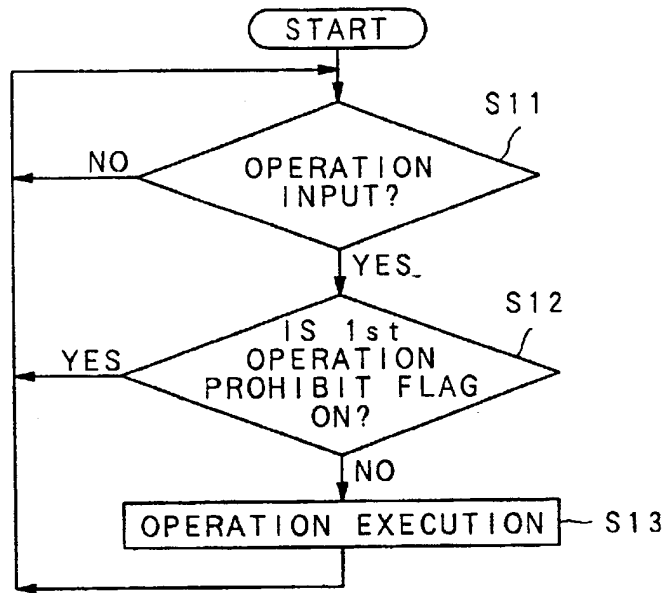 START
S11
NO
OPERATION
INPUT?
YES
S12
IS 1st
YES
OPERATION
PROHIBIT FLAG
ON?
NO
OPERATION EXECUTION
S13